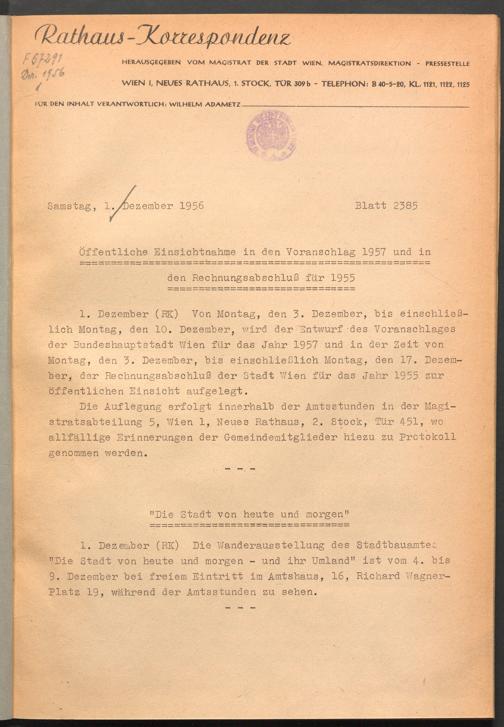 Rathaus-Korrespondenz
F 67291
Dez. 1956
HERAUSGEGEBEN VOM MAGISTRAT DER STADT WIEN, MAGISTRATSDIREKTION - PRESSESTELLE
WIEN I, NEUES RATHAUS, 1. STOCK, TÜR 309 b - TELEPHON: B 40-5-20, KL. 1121, 1122, 1125
FÜR DEN INHALT VERANTWORTLICH: WILHELM ADAMETZ
Samstag, 1. Dezember 1956 Blatt 2385
Öffentliche Einsichtnahme in den Voranschlag 1957 und in
den Rechnungsabschluß für 1955
1. Dezember (RK) Von Montag, den 3. Dezember, bis einschließ-
lich Montag, den 10. Dezember, wird der Entwurf des Voranschlages
der Bundeshauptstadt Wien für das Jahr 1957 und in der Zeit von
Montag, den 3. Dezember, bis einschließlich Montag, den 17. Dezem-
ber, der Rechnungsabschluß der Stadt Wien für das Jahr 1955 zur
öffentlichen Einsicht aufgelegt.
Die Auflegung erfolgt innerhalb der Amtsstunden in der Magi-
stratsabteilung 5, Wien 1, Neues Rathaus, 2. Stock, Tür 451, wo
allfällige Erinnerungen der Gemeindemitglieder hiezu zu Protokoll
genommen werden.
- - -
"Die Stadt von heute und morgen"
1. Dezember (RK) Die Wanderausstellung des Stadtbauamtes
"Die Stadt von heute und morgen - und ihr Umland" ist vom 4. bis
9. Dezember bei freiem Eintritt im Amtshaus, 16, Richard Wagner-
Platz 19, während der Amtsstunden zu sehen.
- - -